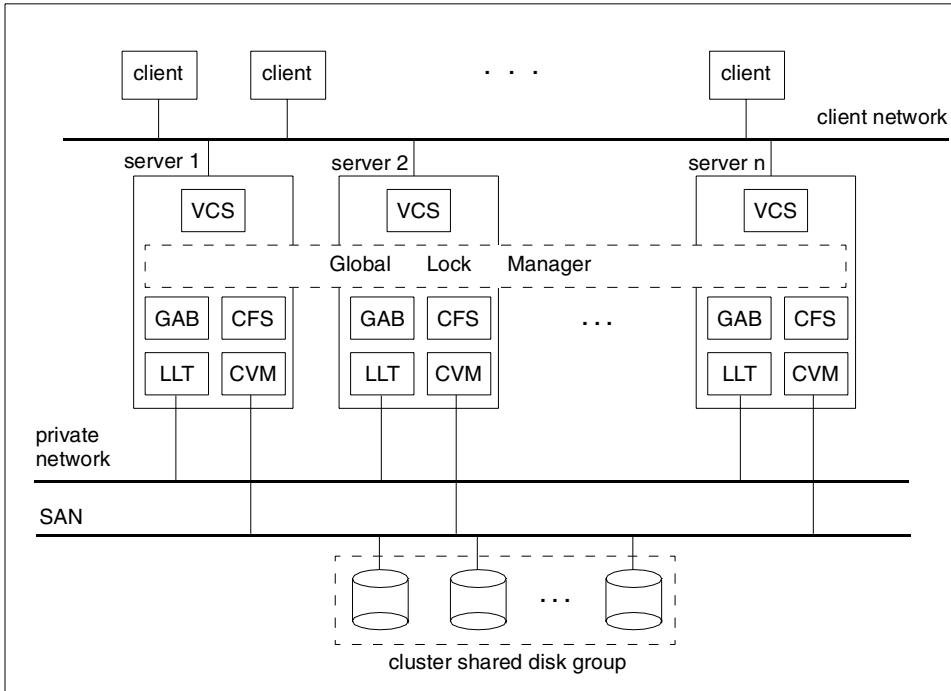 client client . . . client
client network
server 1 server 2 server n
VCS VCS VCS
Global Lock Manager
GAB CFS GAB CFS . . . GAB CFS
LLT CVM LLT CVM LLT CVM
private
network
SAN
. . .
cluster shared disk group